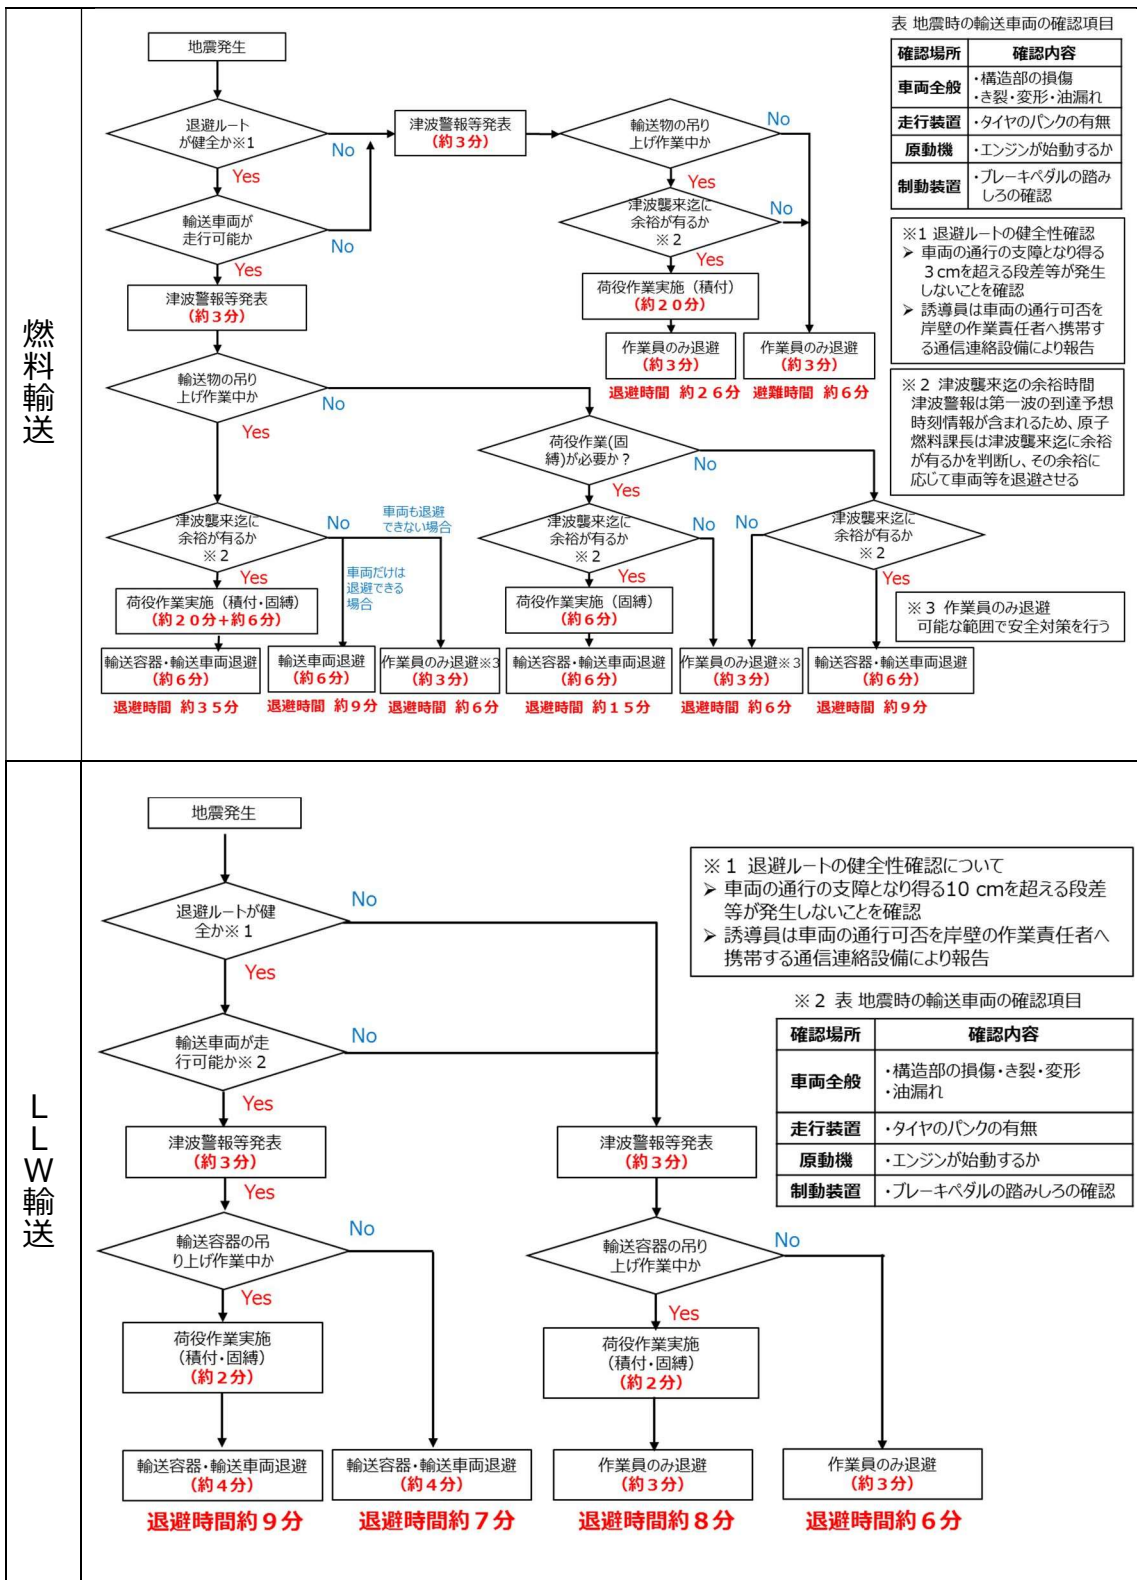 燃料輸送
地震発生
退避ルート
が健全か※1
No
Yes
輸送車両が
走行可能か
No
Yes
津波警報等発表
(約3分)
輸送物の吊り
上げ作業中か
Yes
津波警報等発表
(約3分)
輸送物の吊り
上げ作業中か
No
Yes
津波襲来迄に
余裕が有るか
※2
No
Yes
荷役作業実施(積付)
(約20分)
作業員のみ退避
(約3分)
退避時間 約26分
作業員のみ退避
(約3分)
避難時間 約6分
表 地震時の輸送車両の確認項目
確認場所 確認内容
車両全般 ・構造部の損傷
・き裂・変形・油漏れ
走行装置 ・タイヤのパンクの有無
原動機 ・エンジンが始動するか
制動装置 ・ブレーキペダルの踏み
しろの確認
※1 退避ルートの健全性確認
➢ 車両の通行の支障となり得る
3cmを超える段差等が発生
しないことを確認
➢ 誘導員は車両の通行可否を
岸壁の作業責任者へ携帯す
る通信連絡設備により報告
※2 津波襲来迄の余裕時間
津波警報は第一波の到達予想
時刻情報が含まれるため、原子
燃料課長は津波襲来迄に余裕
が有るかを判断し、その余裕に
応じて車両等を退避させる
津波襲来迄に
余裕が有るか
※2
No
車両も退避
できない場合
車両だけは
退避できる
場合
Yes
荷役作業実施(積付・固縛)
(約20分+約6分)
輸送容器・輸送車両退避
(約6分)
退避時間 約35分
輸送車両退避
(約6分)
退避時間 約9分
作業員のみ退避※3
(約3分)
退避時間 約6分
荷役作業(固
縛)が必要か?
No
Yes
津波襲来迄に
余裕が有るか
※2
No
Yes
荷役作業実施(固縛)
(約6分)
輸送容器・輸送車両退避
(約6分)
退避時間 約15分
作業員のみ退避※3
(約3分)
退避時間 約6分
No
津波襲来迄に
余裕が有るか
※2
Yes
※3 作業員のみ退避
可能な範囲で安全対策を行う
輸送容器・輸送車両退避
(約6分)
退避時間 約9分
LLW輸送
地震発生
退避ルートが健
全か※1
No
Yes
輸送車両が走
行可能か※2
No
Yes
津波警報等発表
(約3分)
Yes
輸送容器の吊
り上げ作業中か
No
Yes
荷役作業実施
(積付・固縛)
(約2分)
輸送容器・輸送車両退避
(約4分)
退避時間約9分
輸送容器・輸送車両退避
(約4分)
退避時間約7分
津波警報等発表
(約3分)
輸送容器の吊り
上げ作業中か
No
Yes
荷役作業実施
(積付・固縛)
(約2分)
作業員のみ退避
(約3分)
退避時間約8分
作業員のみ退避
(約3分)
退避時間約6分
※1 退避ルートの健全性確認について
➢ 車両の通行の支障となり得る10 cmを超える段差
等が発生しないことを確認
➢ 誘導員は車両の通行可否を岸壁の作業責任者へ
携帯する通信連絡設備により報告
※2 表 地震時の輸送車両の確認項目
確認場所 確認内容
車両全般 ・構造部の損傷・き裂・変形
・油漏れ
走行装置 ・タイヤのパンクの有無
原動機 ・エンジンが始動するか
制動装置 ・ブレーキペダルの踏みしろの確認